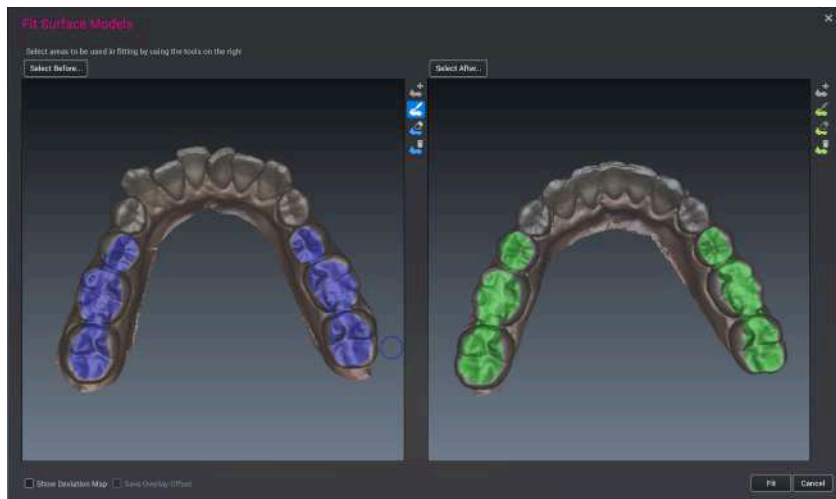 Fit Surface Models
Select areas to be used in fitting by using the tools on the right
Select Before...
Select After...
Show Deviation Map
Save Overlay Offset
Fit
Cancel